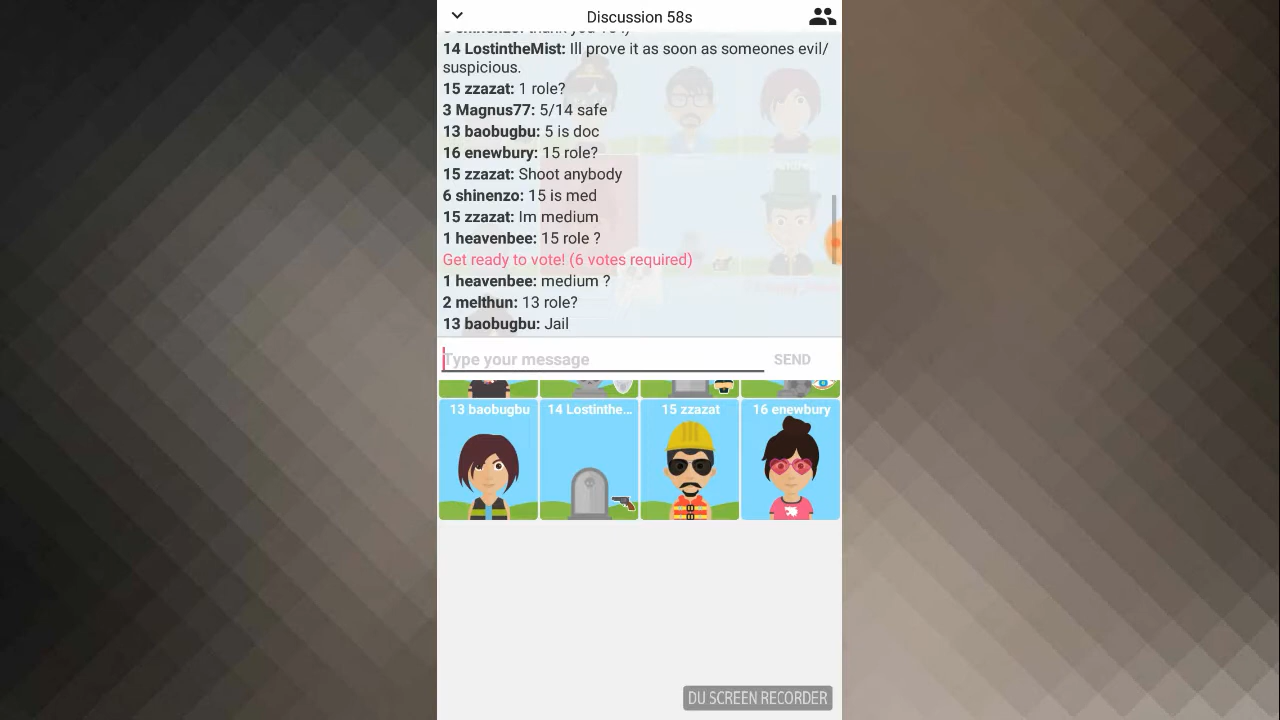 Discussion 58s
14 LostintheMist: Ill prove it as soon as someones evil/
suspicious.
15 zzazat: 1 role?
3 Magnus77: 5/14 safe
13 baobugbu: 5 is doc
16 enewbury: 15 role?
15 zzazat: Shoot anybody
6 shinenzo: 15 is med
15 zzazat: Im medium
1 heavenbee: 15 role ?
Get ready to vote! (6 votes required)
1 heavenbee: medium ?
2 melthun: 13 role?
13 baobugbu: Jail
Type your message
SEND
13 baobugbu
14 Lostinthe...
15 zzazat
16 enewbury
DU SCREEN RECORDER